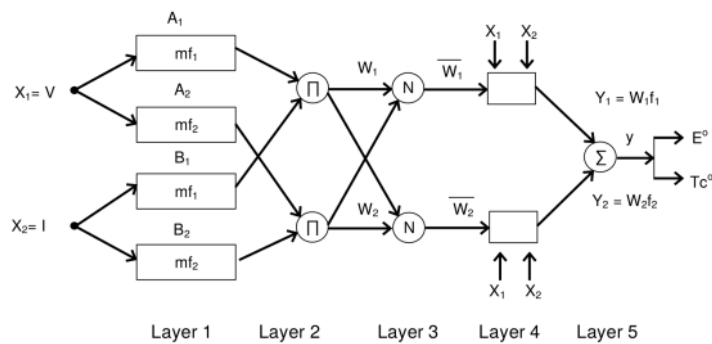 A₁
X₁ X₂
mf₁
W₁
W₁
∏
N
Y₁ = W₁f₁
X₁= V
A₂
mf₂
y
E°
B₁
∑
Tc°
mf₁
Y₂ = W₂f₂
X₂= I
B₂
W₂
W₂
∏
N
mf₂
X₁ X₂
Layer 1 Layer 2 Layer 3 Layer 4 Layer 5